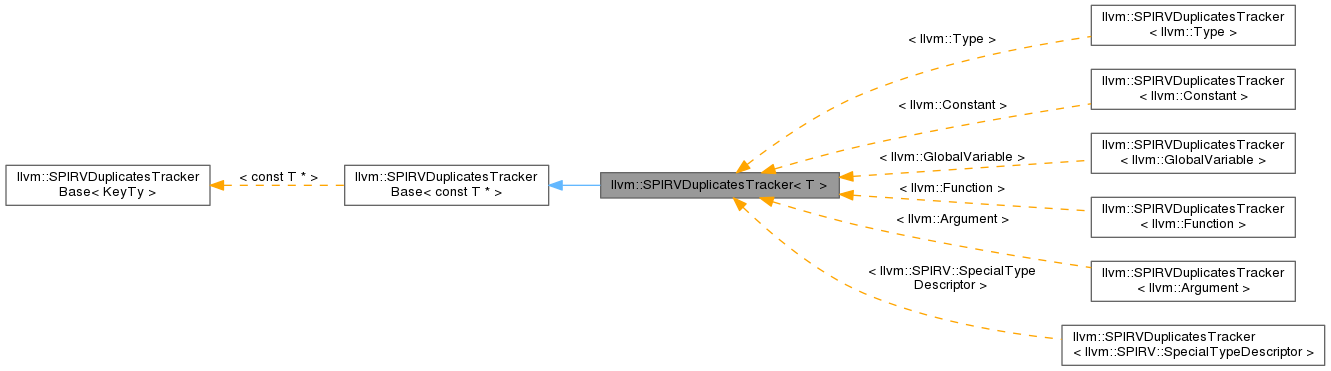 llvm::SPIRVDuplicatesTracker
Base< KeyTy >
< const T * >
llvm::SPIRVDuplicatesTracker
Base< const T * >
llvm::SPIRVDuplicatesTracker< T >
< llvm::Type >
< llvm::Constant >
< llvm::GlobalVariable >
< llvm::Function >
< llvm::Argument >
< llvm::SPIRV::SpecialType
Descriptor >
llvm::SPIRVDuplicatesTracker
< llvm::Type >
llvm::SPIRVDuplicatesTracker
< llvm::Constant >
llvm::SPIRVDuplicatesTracker
< llvm::GlobalVariable >
llvm::SPIRVDuplicatesTracker
< llvm::Function >
llvm::SPIRVDuplicatesTracker
< llvm::Argument >
llvm::SPIRVDuplicatesTracker
< llvm::SPIRV::SpecialTypeDescriptor >